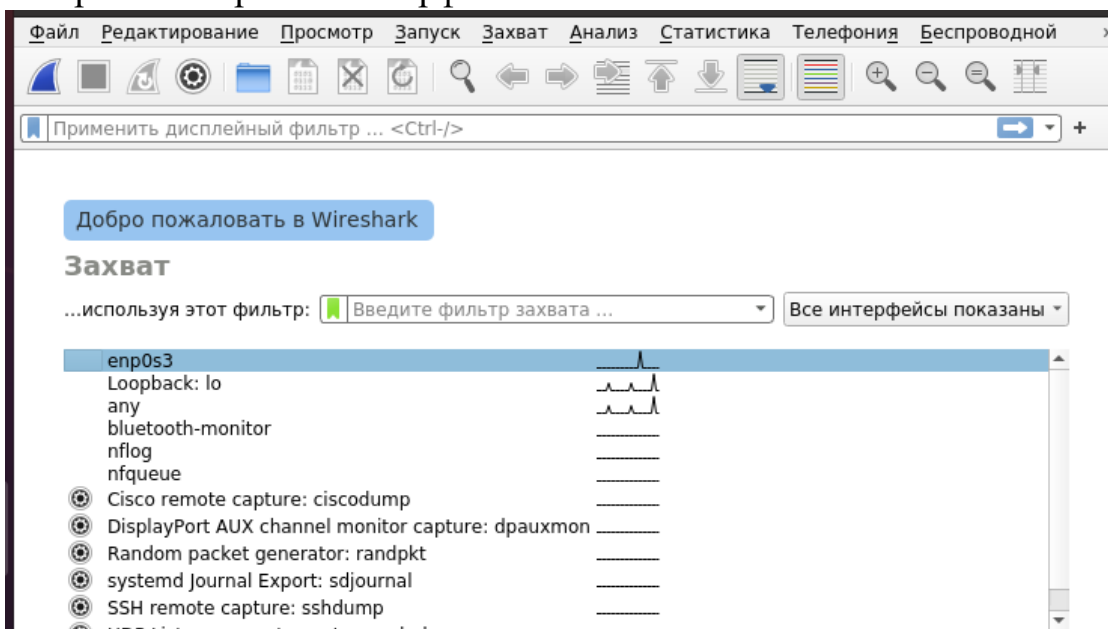 Файл Редактирование Просмотр Запуск Захват Анализ Статистика Телефония Беспроводной
Применить дисплейный фильтр ... <Ctrl-/>
Добро пожаловать в Wireshark
Захват
...используя этот фильтр: Введите фильтр захвата ... Все интерфейсы показаны
enp0s3
Loopback: lo
any
bluetooth-monitor
nflog
nfqueue
Cisco remote capture: ciscodump
DisplayPort AUX channel monitor capture: dpauxmon
Random packet generator: randpkt
systemd Journal Export: sdjournal
SSH remote capture: sshdump